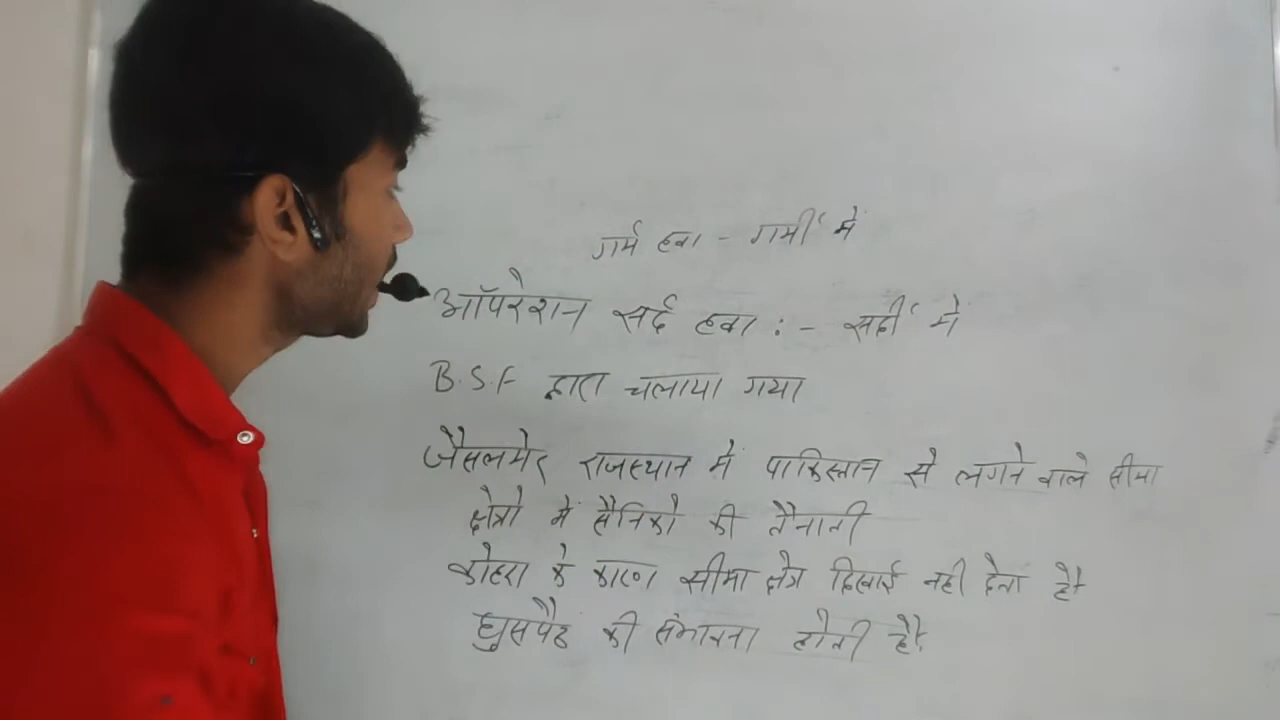 गर्म हवा - गर्मी में
ऑपरेशन सर्द हवा :- सर्दी में
B.S.F द्वारा चलाया गया
जैसलमेर राजस्थान में पाकिस्तान से लगने वाले सीमा
क्षेत्रो में सैनिको की तैनाती
कोहरा के कारण सीमा क्षेत्र दिखाई नही देता है
घुसपैठ की संभावना होती है